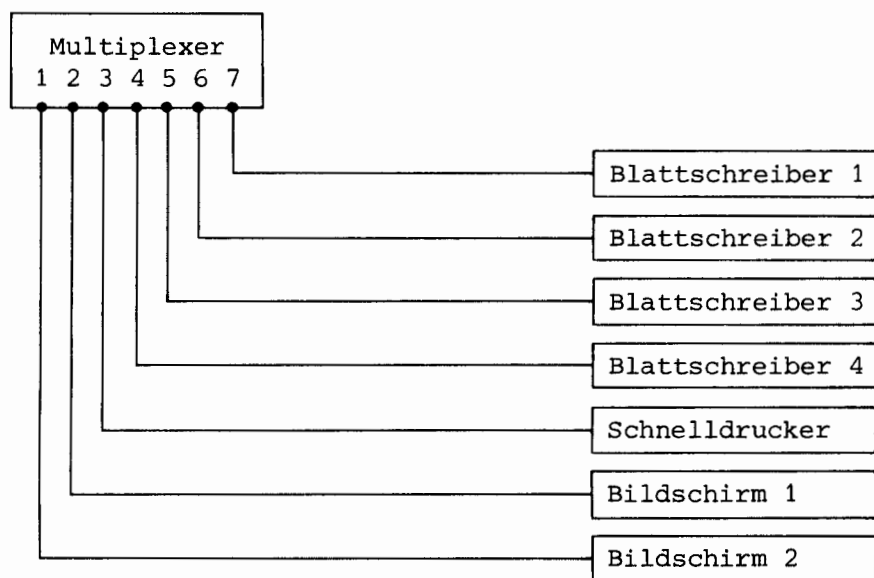 Multiplexer
1 2 3 4 5 6 7
Blattschreiber 1
Blattschreiber 2
Blattschreiber 3
Blattschreiber 4
Schnelldrucker
Bildschirm 1
Bildschirm 2